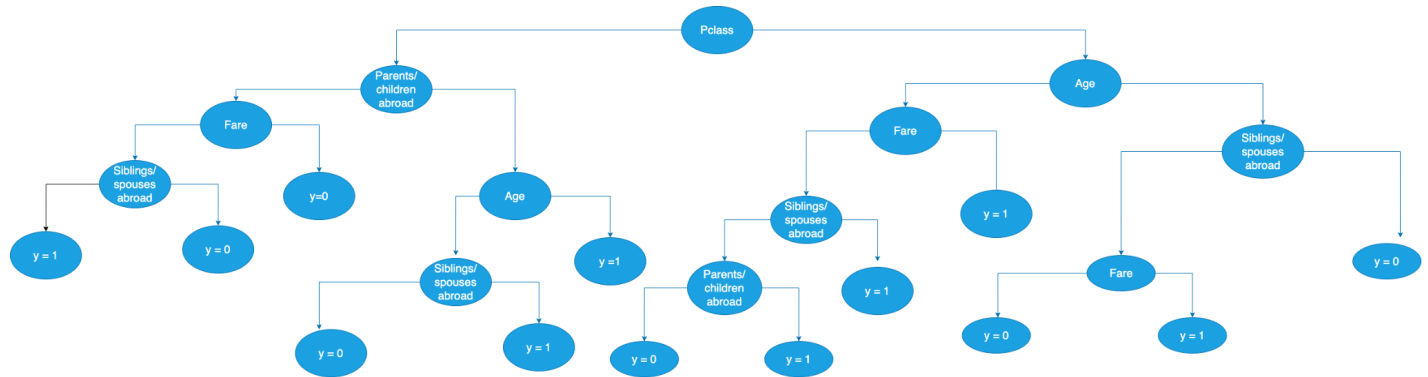 Pclass
Parents/
children
abroad
Age
Fare
Fare
Siblings/
spouses
abroad
Siblings/
spouses
abroad
y=0
Age
Siblings/
spouses
abroad
y = 1
y = 1
y = 0
y =1
y = 0
Siblings/
spouses
abroad
Parents/
children
abroad
y = 1
Fare
y = 0
y = 1
y = 0
y = 1
y = 0
y = 1